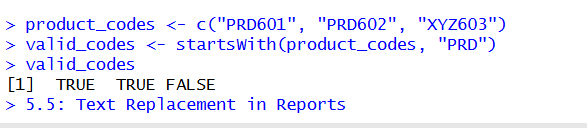 > product_codes <- c("PRD601", "PRD602", "XYZ603")
> valid_codes <- startsWith(product_codes, "PRD")
> valid_codes
[1]  TRUE  TRUE FALSE
> 5.5: Text Replacement in Reports